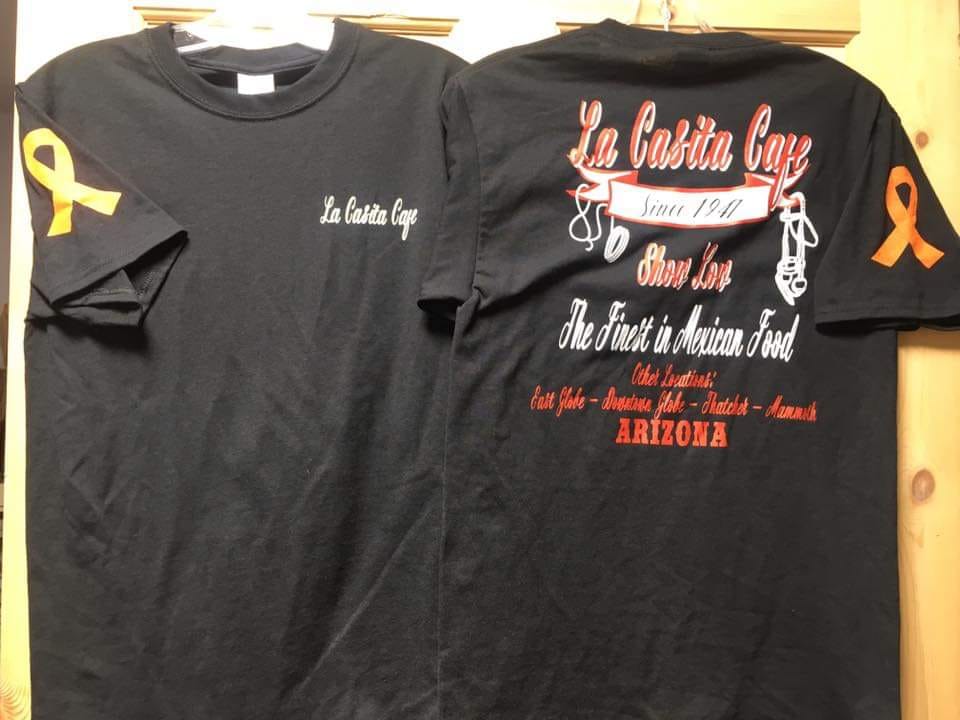 La Casita Cafe
La Casita Cafe
Since 1947
Show Low
The Finest in Mexican Food
Other Locations:
East Globe - Downtown Globe - Thatcher - Mammoth
ARIZONA